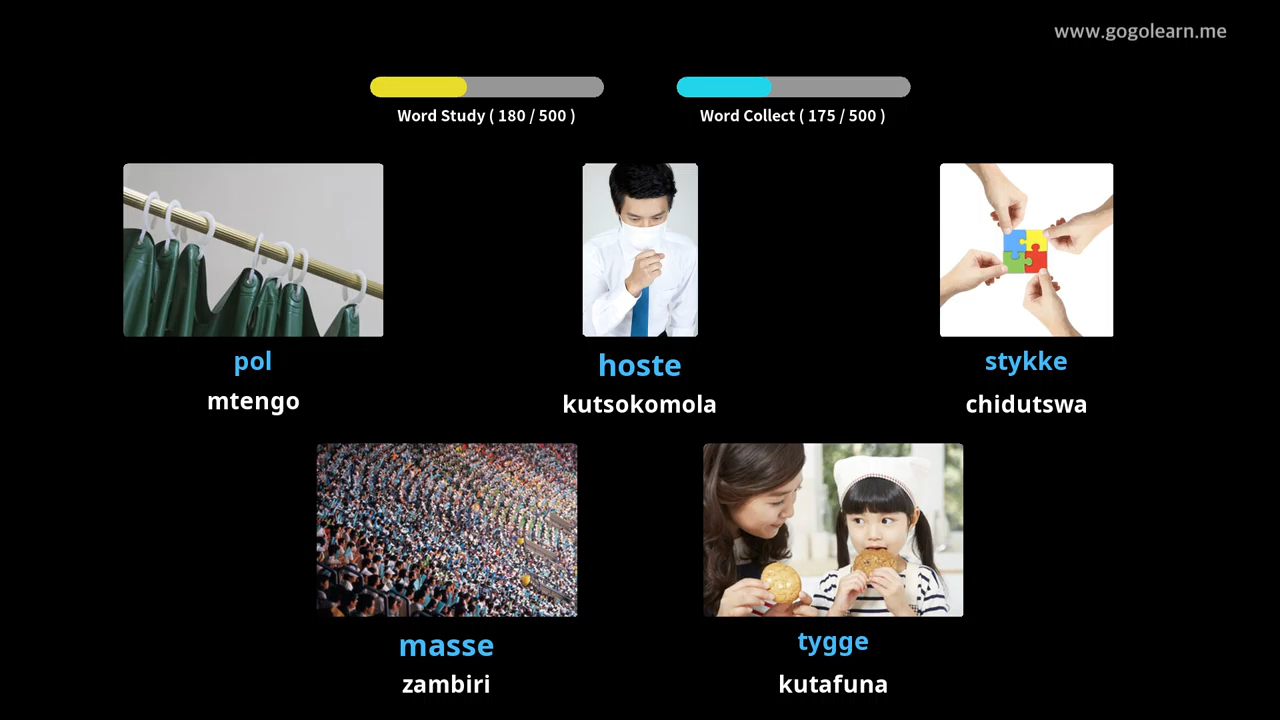 www.gogolearn.me
Word Study ( 180 / 500 )
Word Collect ( 175 / 500 )
pol
mtengo
hoste
kutsokomola
stykke
chidutswa
masse
zambiri
tygge
kutafuna